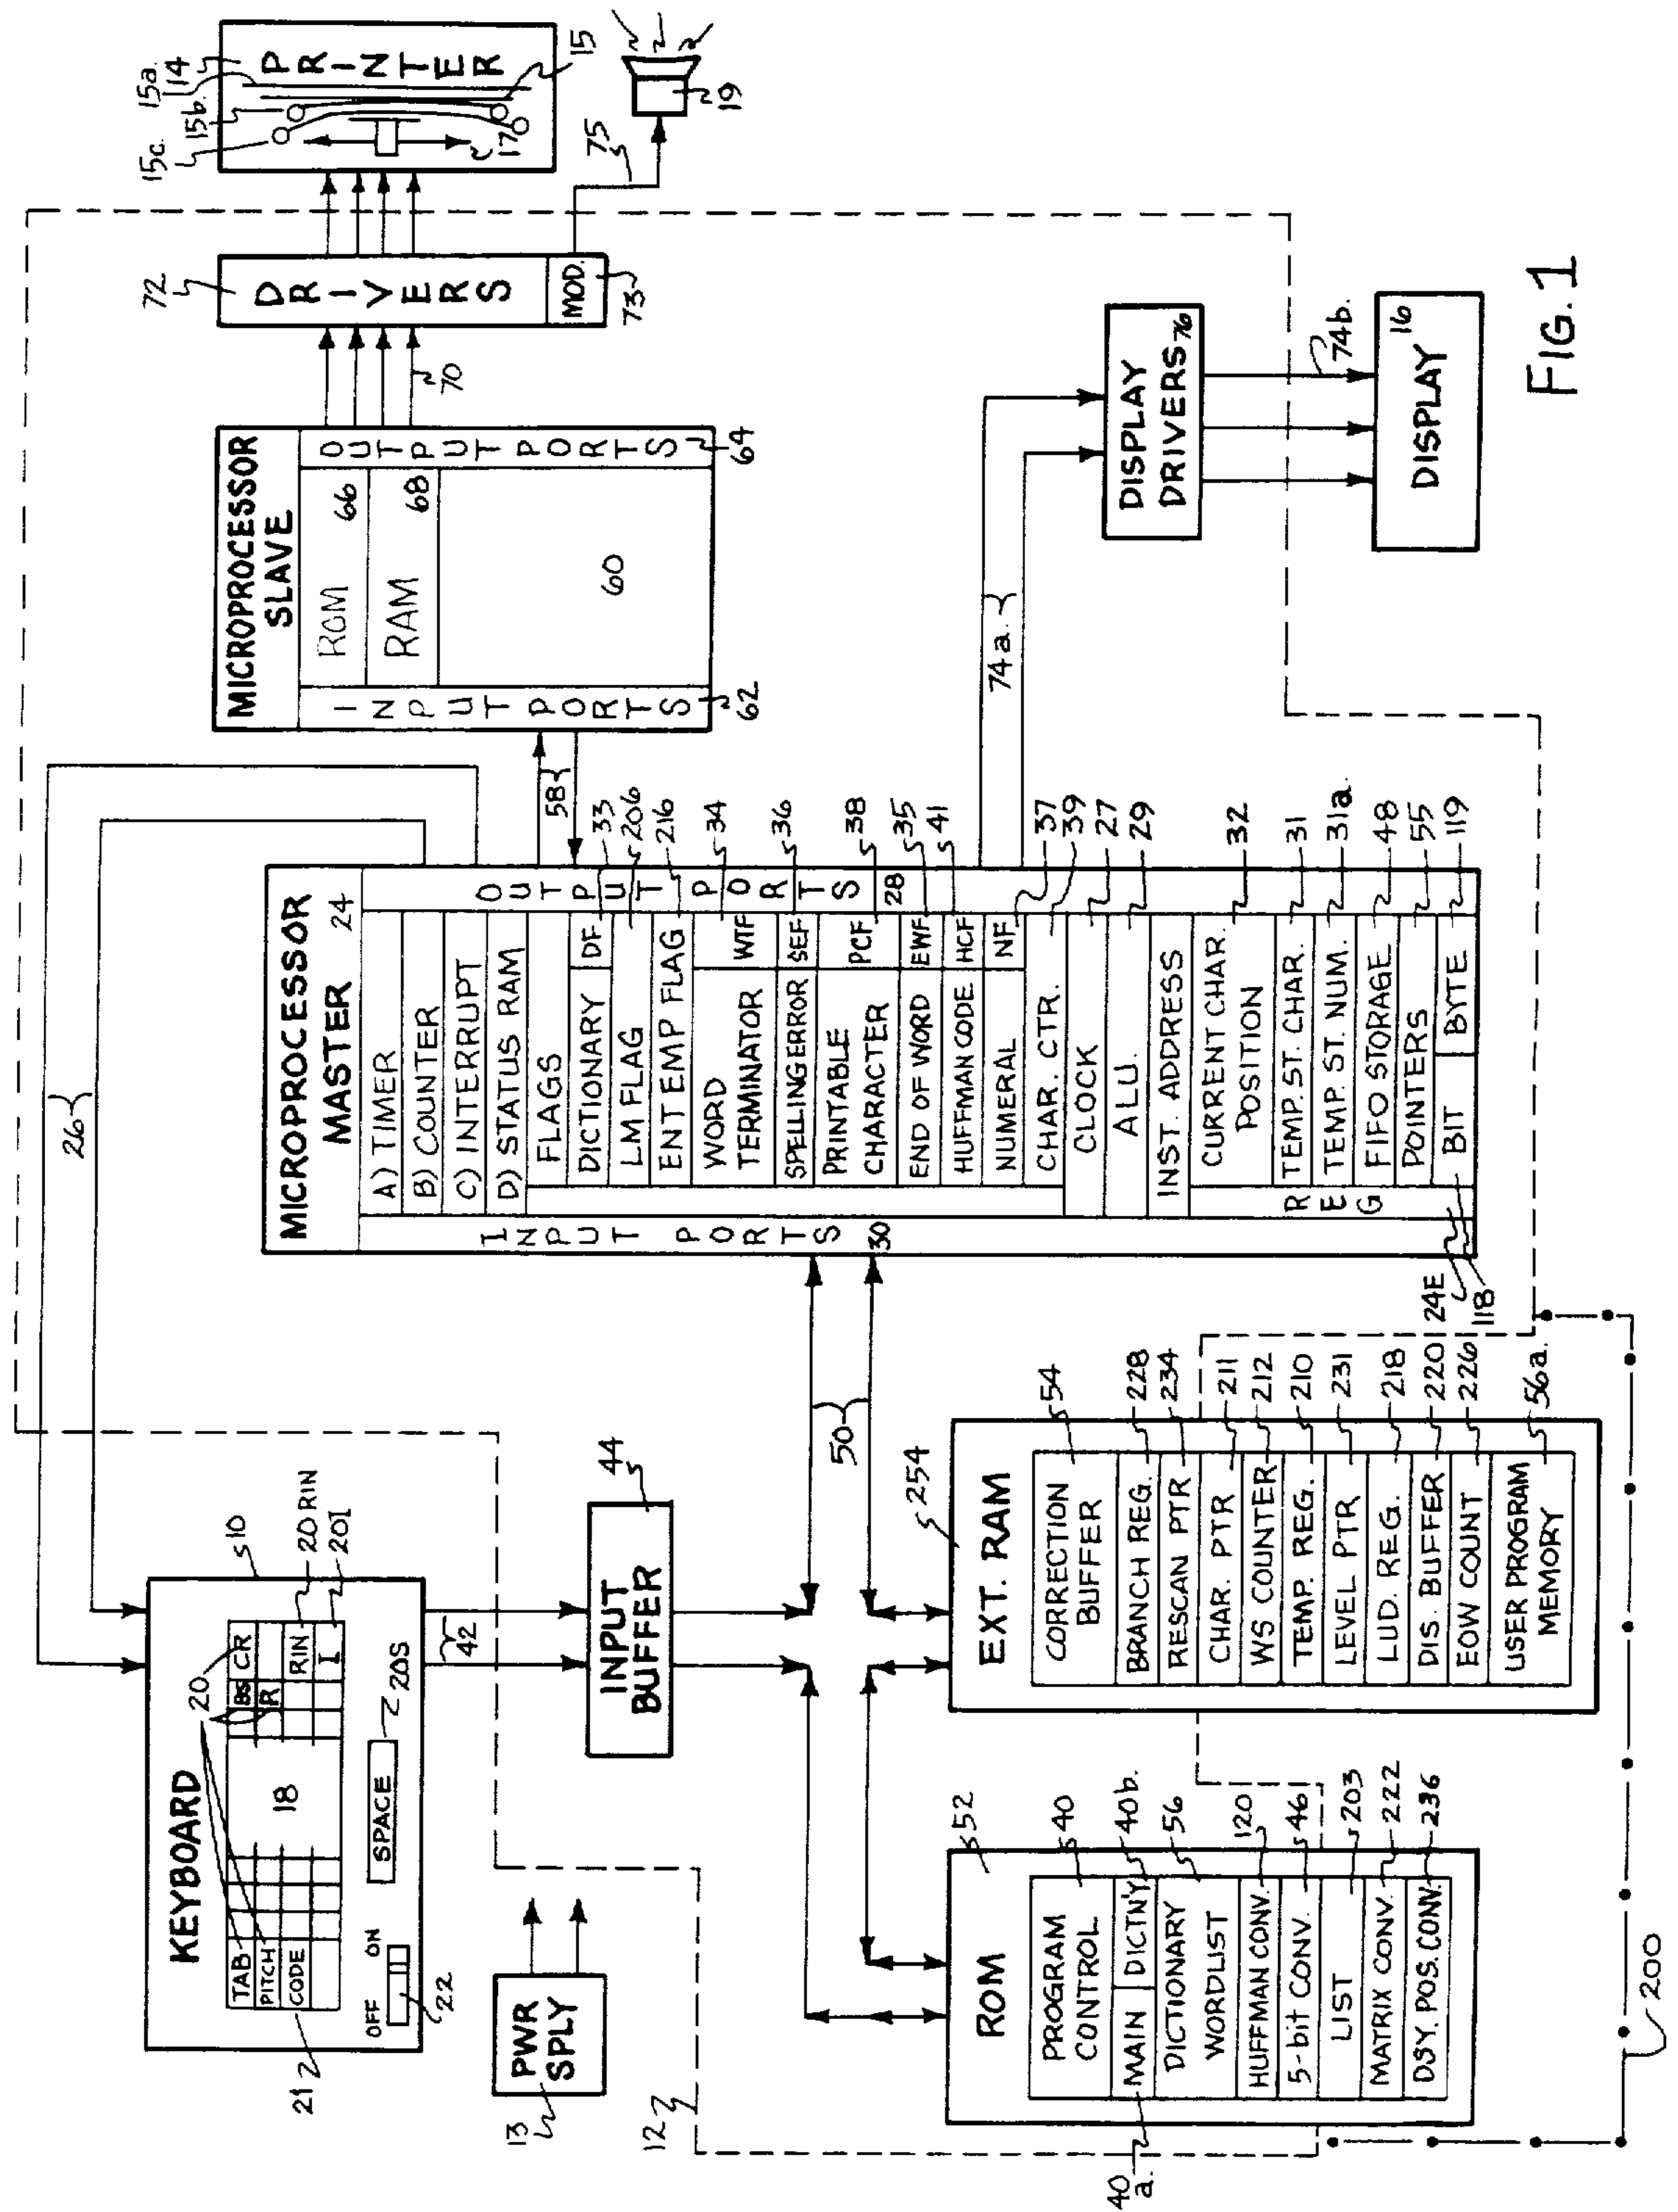 KEYBOARD
10
TAB
PITCH
CODE
18
20
BS
CR
R
RIN
I
20 RIN
20I
21
OFF ON
22
SPACE
20S
26
42
PWR SPLY
13
12
INPUT BUFFER
44
50
ROM
52
PROGRAM CONTROL
40
MAIN
DICTN'Y
40a.
40b.
DICTIONARY WORDLIST
56
HUFFMAN CONV.
120
5-bit CONV.
46
LIST
203
MATRIX CONV.
222
DSY. POS. CONV.
236
EXT. RAM
254
CORRECTION BUFFER
54
BRANCH REG.
228
RESCAN PTR
234
CHAR. PTR
211
WS COUNTER
212
TEMP. REG.
210
LEVEL PTR
231
LUD. REG.
218
DIS. BUFFER
220
EOW COUNT
226
USER PROGRAM MEMORY
56a.
200
MICROPROCESSOR MASTER
24
INPUT PORTS
30
OUTPUT PORTS
28
A) TIMER
B) COUNTER
C) INTERRUPT
D) STATUS RAM
FLAGS
DICTIONARY
DF
33
LM FLAG
206
ENT EMP FLAG
216
WORD TERMINATOR
WTF
34
SPELLING ERROR
SEF
36
PRINTABLE CHARACTER
PCF
38
END OF WORD
EWF
35
HUFFMAN CODE
HCF
41
NUMERAL
NF
37
CHAR. CTR.
39
CLOCK
27
ALU.
29
INST. ADDRESS
REG
CURRENT CHAR. POSITION
32
TEMP. ST. CHAR.
31
TEMP. ST. NUM.
31a.
FIFO STORAGE
48
POINTERS
55
BIT
BYTE
119
24E
118
58
MICROPROCESSOR SLAVE
INPUT PORTS
62
ROM 66
RAM 68
60
OUTPUT PORTS
64
70
DRIVERS
72
MOD.
73
75
PRINTER
14
15
15a.
15b.
15c.
17
19
74a.
DISPLAY DRIVERS 76
74b.
DISPLAY
16
FIG. 1